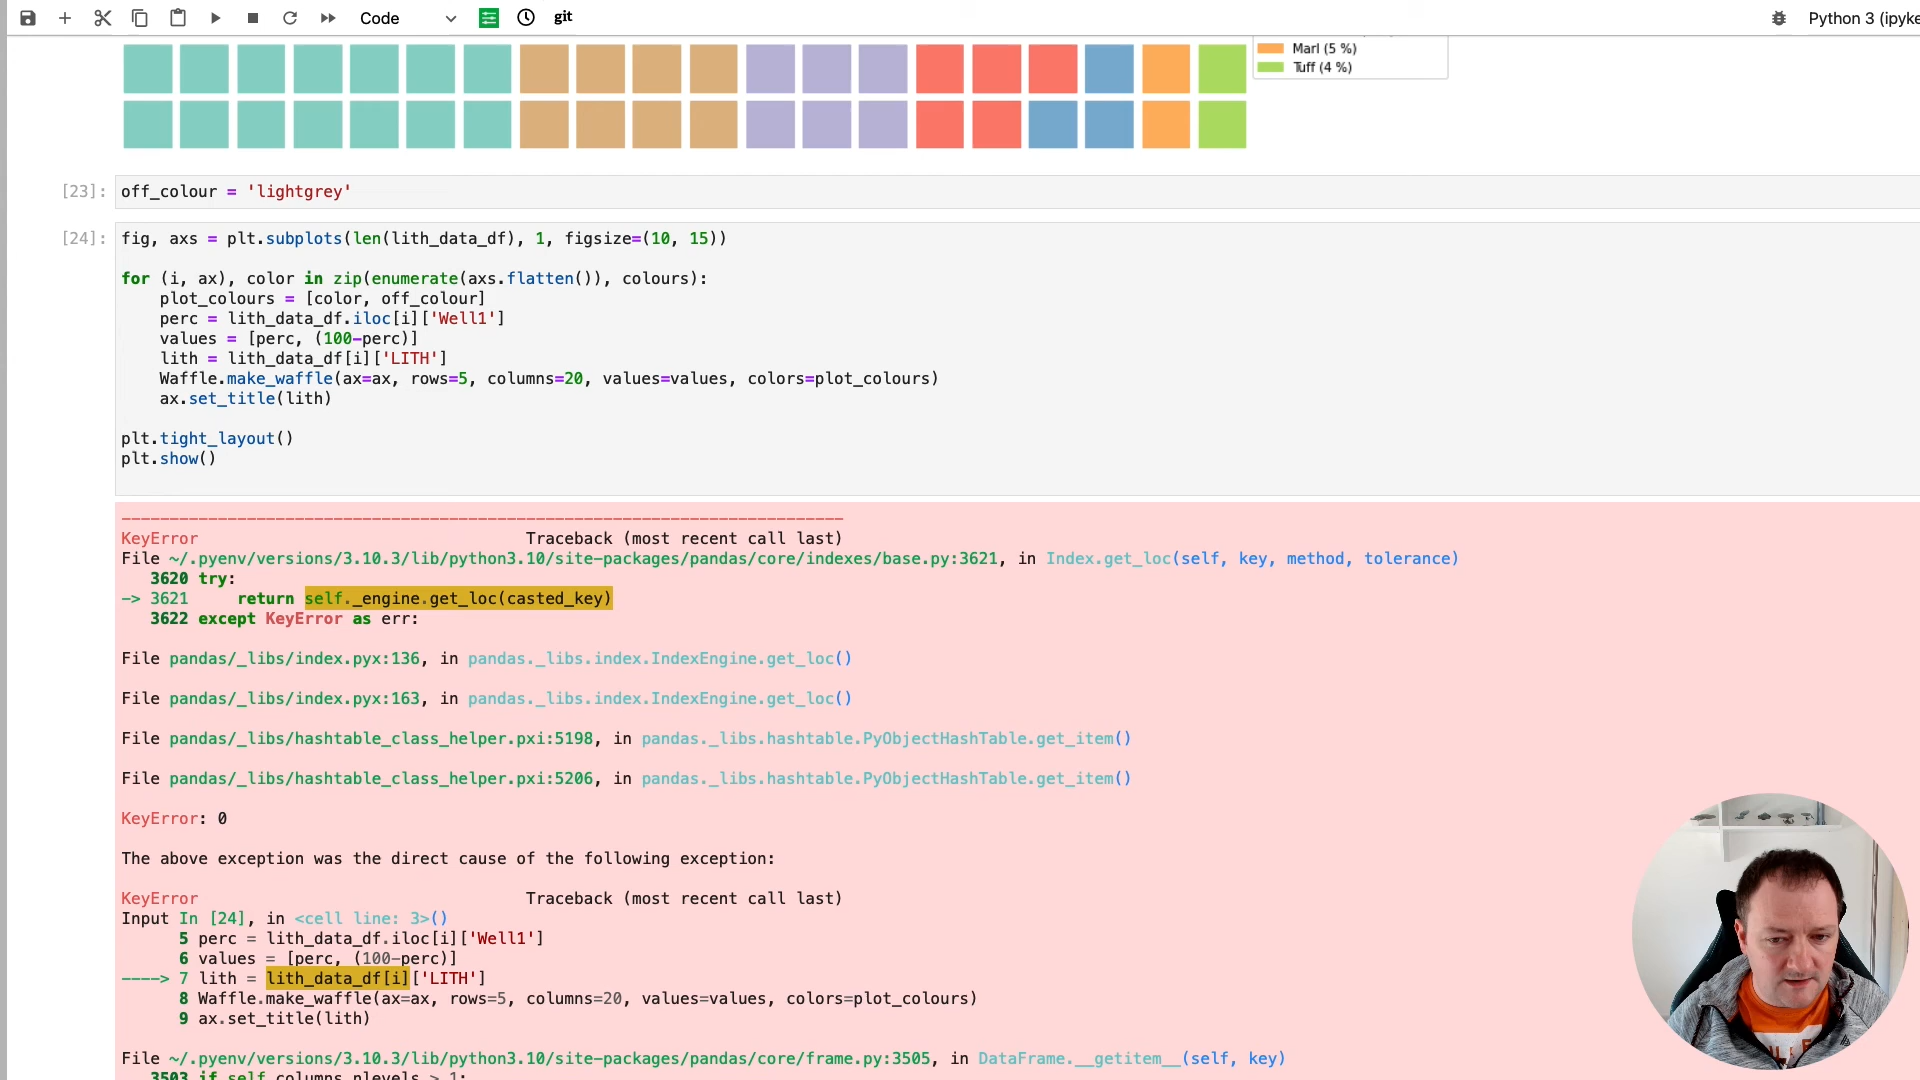 Code
git
Python 3 (ipyke
Marl (5 %)
Tuff (4 %)
[23]:
off_colour = 'lightgrey'
[24]:
fig, axs = plt.subplots(len(lith_data_df), 1, figsize=(10, 15))
for (i, ax), color in zip(enumerate(axs.flatten()), colours):
plot_colours = [color, off_colour]
perc = lith_data_df.iloc[i]['Well1']
values = [perc, (100-perc)]
lith = lith_data_df[i]['LITH']
Waffle.make_waffle(ax=ax, rows=5, columns=20, values=values, colors=plot_colours)
ax.set_title(lith)
plt.tight_layout()
plt.show()
---------------------------------------------------------------------------
KeyError Traceback (most recent call last)
File ~/.pyenv/versions/3.10.3/lib/python3.10/site-packages/pandas/core/indexes/base.py:3621, in Index.get_loc(self, key, method, tolerance)
3620 try:
-> 3621 return self._engine.get_loc(casted_key)
3622 except KeyError as err:
File pandas/_libs/index.pyx:136, in pandas._libs.index.IndexEngine.get_loc()
File pandas/_libs/index.pyx:163, in pandas._libs.index.IndexEngine.get_loc()
File pandas/_libs/hashtable_class_helper.pxi:5198, in pandas._libs.hashtable.PyObjectHashTable.get_item()
File pandas/_libs/hashtable_class_helper.pxi:5206, in pandas._libs.hashtable.PyObjectHashTable.get_item()
KeyError: 0
The above exception was the direct cause of the following exception:
KeyError Traceback (most recent call last)
Input In [24], in <cell line: 3>()
5 perc = lith_data_df.iloc[i]['Well1']
6 values = [perc, (100-perc)]
----> 7 lith = lith_data_df[i]['LITH']
8 Waffle.make_waffle(ax=ax, rows=5, columns=20, values=values, colors=plot_colours)
9 ax.set_title(lith)
File ~/.pyenv/versions/3.10.3/lib/python3.10/site-packages/pandas/core/frame.py:3505, in DataFrame.__getitem__(self, key)
3503 if self.columns.nlevels > 1: